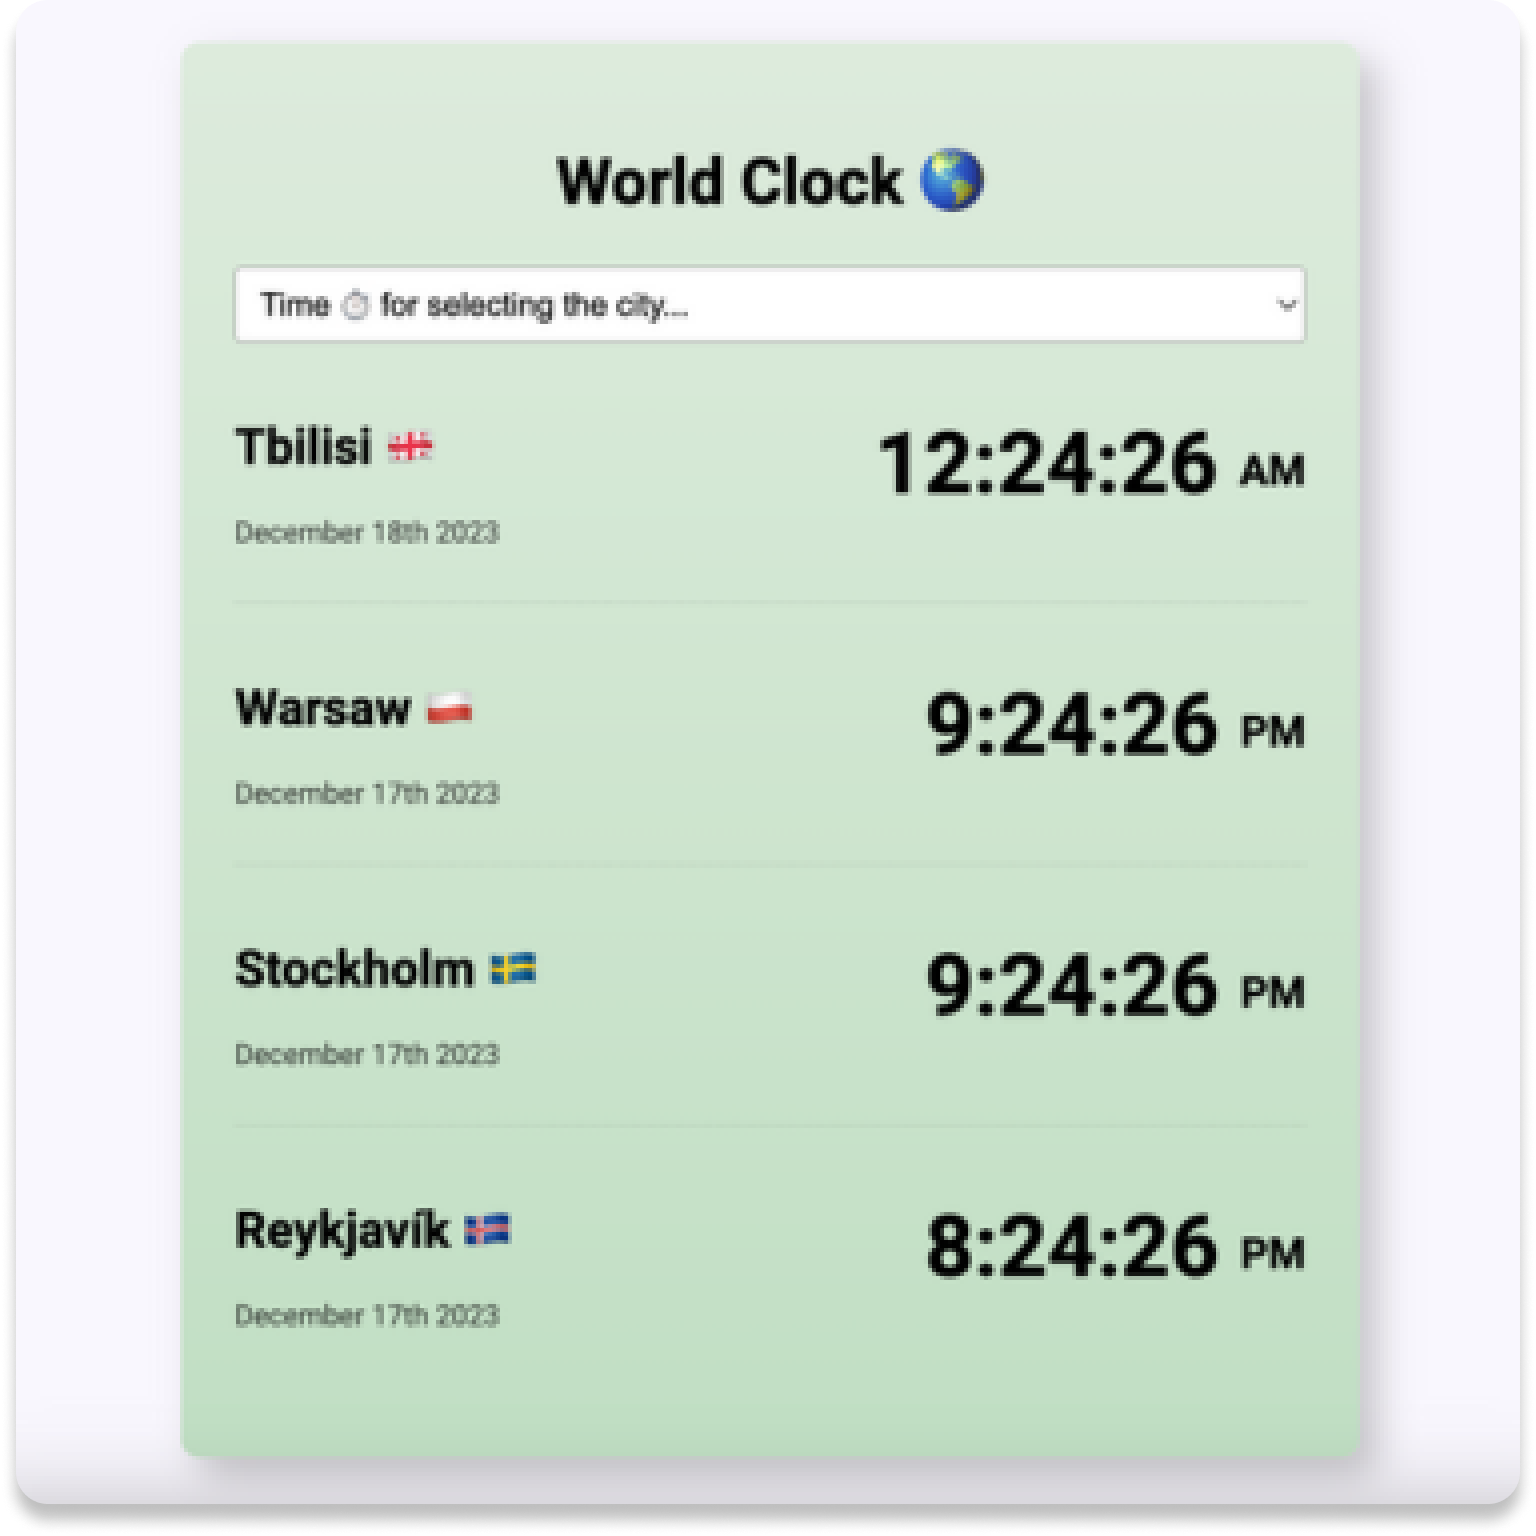 World Clock 🌎
Time ⏱ for selecting the city...
Tbilisi 🇬🇪
12:24:26 AM
December 18th 2023
Warsaw 🇵🇱
9:24:26 PM
December 17th 2023
Stockholm 🇸🇪
9:24:26 PM
December 17th 2023
Reykjavík 🇮🇸
8:24:26 PM
December 17th 2023